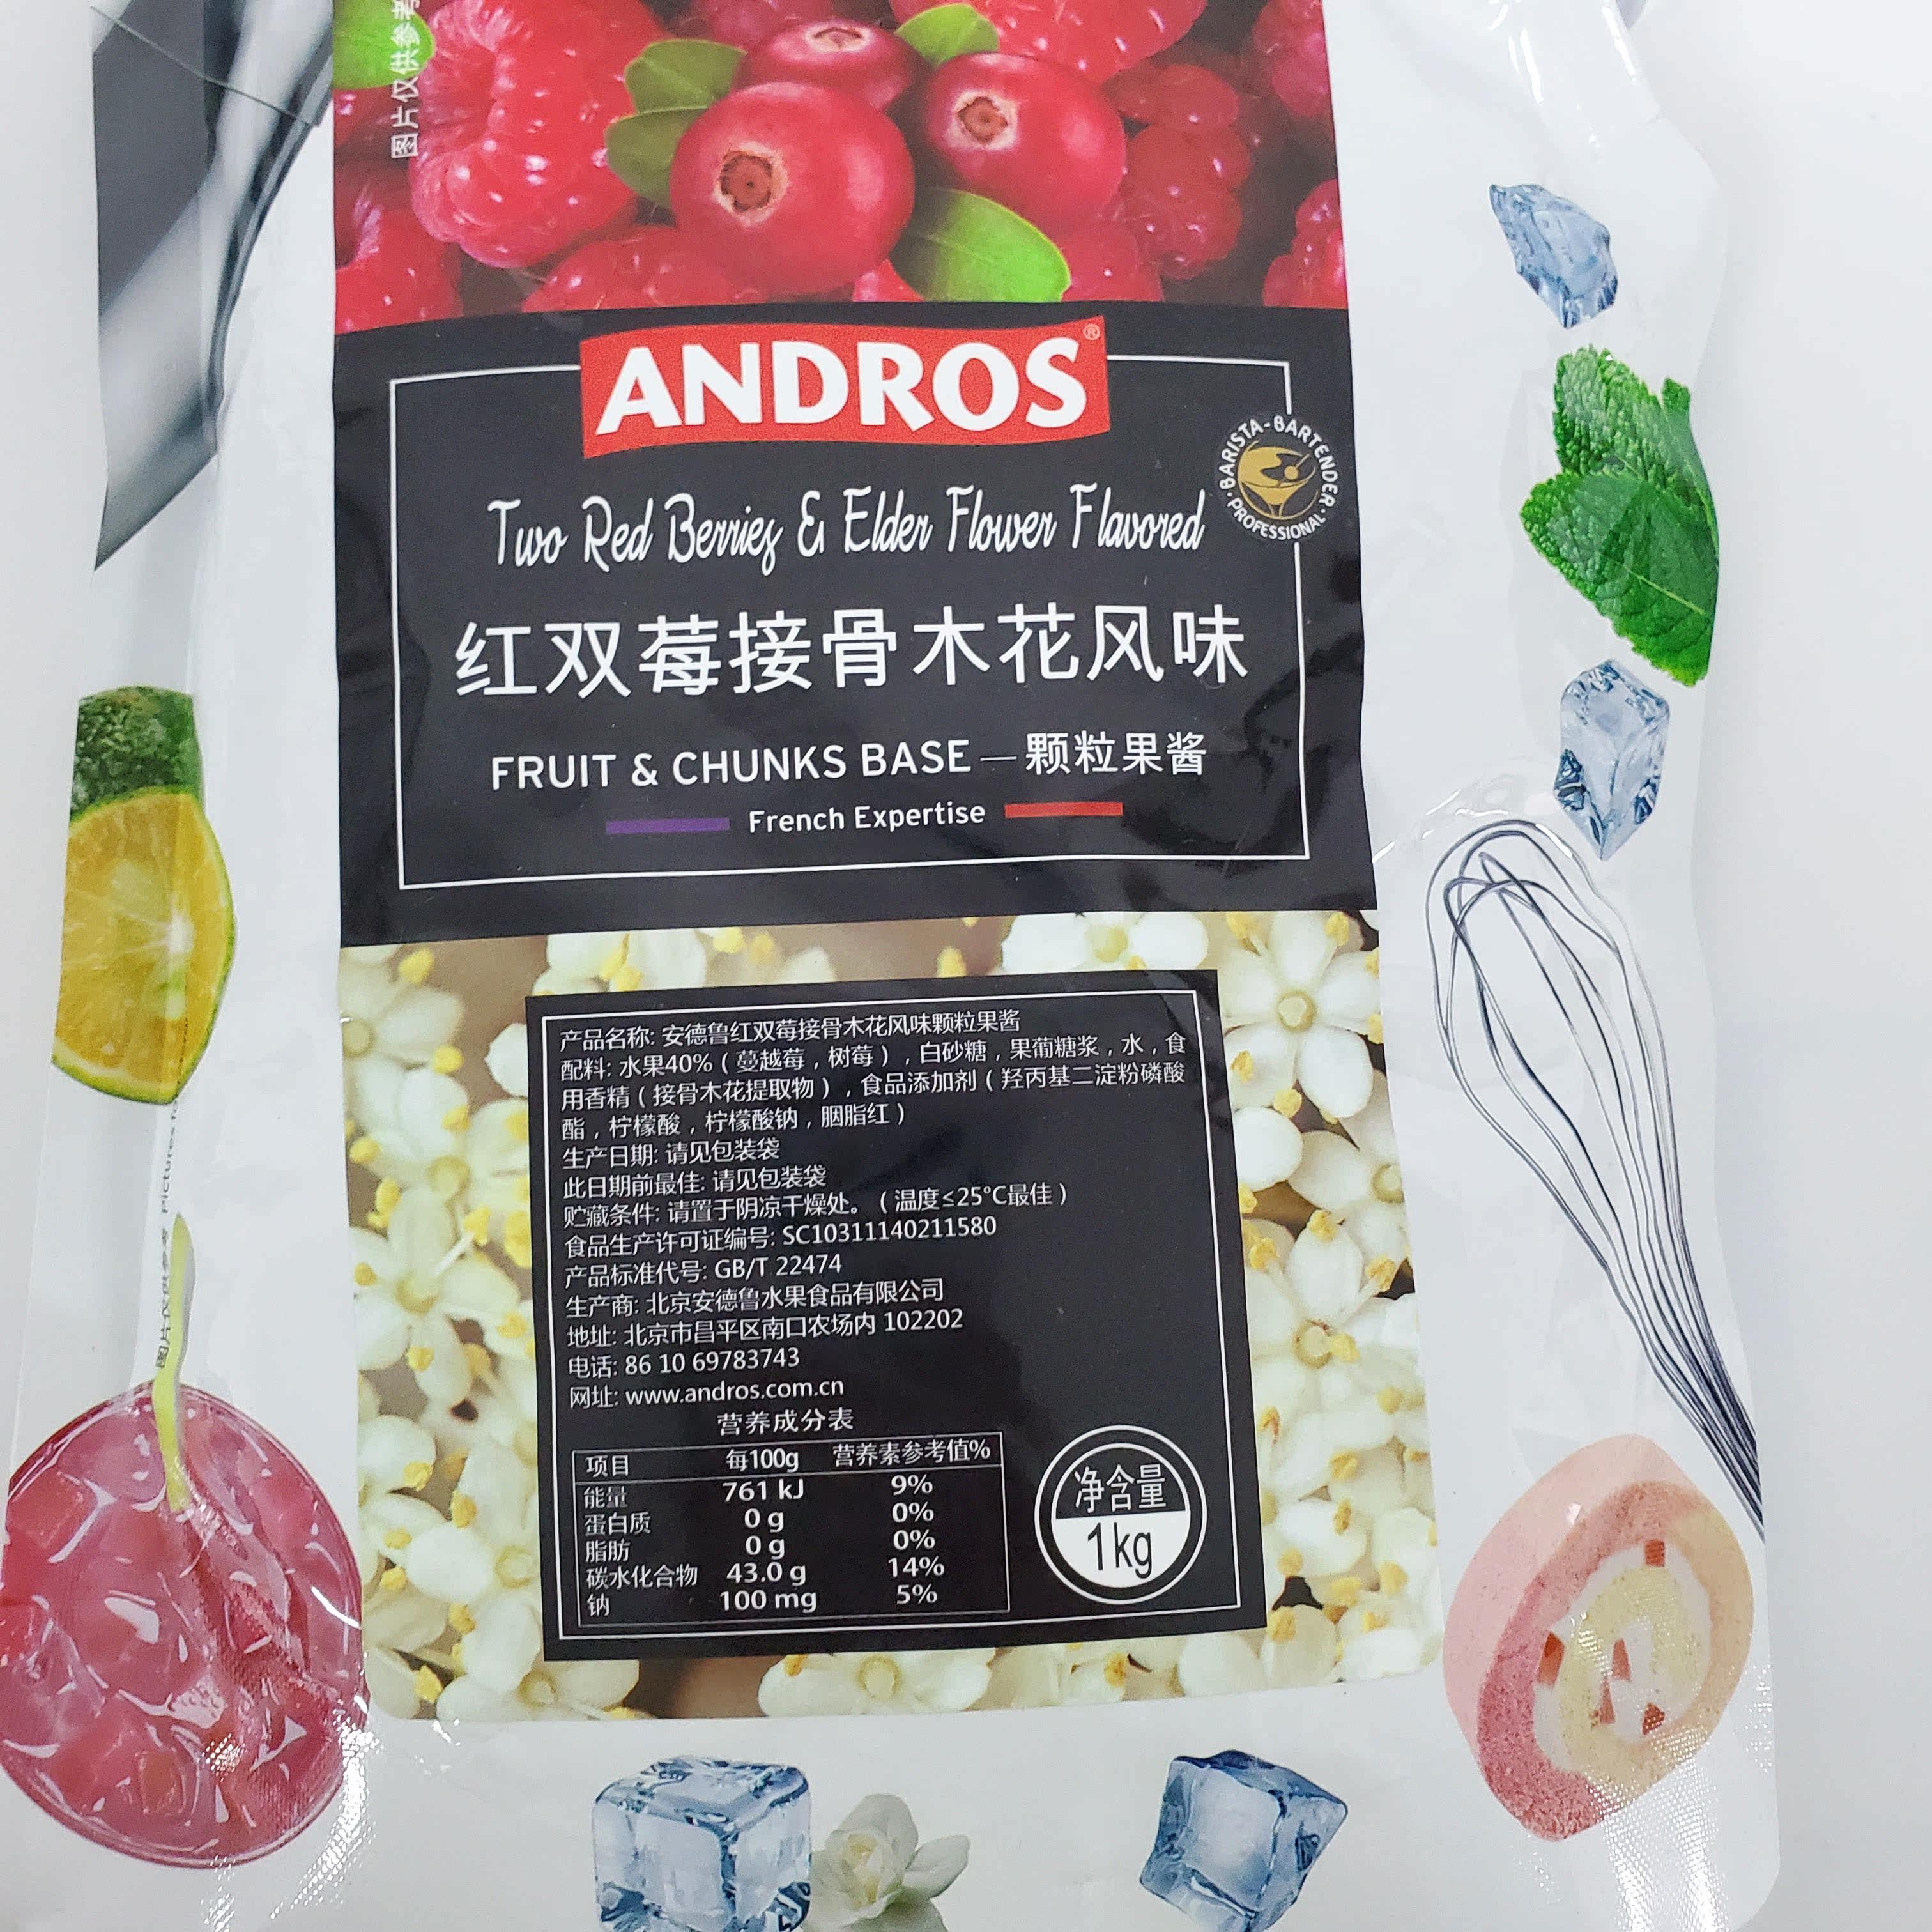 图片仅供参考
ANDROS®
BARISTA-BARTENDER
PROFESSIONAL
Two Red Berries & Elder Flower Flavored
红双莓接骨木花风味
FRUIT & CHUNKS BASE — 颗粒果酱
French Expertise
产品名称: 安德鲁红双莓接骨木花风味颗粒果酱
配料: 水果40%（蔓越莓，树莓），白砂糖，果葡糖浆，水，食
用香精（接骨木花提取物），食品添加剂（羟丙基二淀粉磷酸
酯，柠檬酸，柠檬酸钠，胭脂红）
生产日期: 请见包装袋
此日期前最佳: 请见包装袋
贮藏条件: 请置于阴凉干燥处。（温度≤25°C最佳）
食品生产许可证编号: SC10311140211580
产品标准代号: GB/T 22474
生产商: 北京安德鲁水果食品有限公司
地址: 北京市昌平区南口农场内 102202
电话: 86 10 69783743
网址: www.andros.com.cn
营养成分表
项目 每100g 营养素参考值%
能量 761 kJ 9%
蛋白质 0 g 0%
脂肪 0 g 0%
碳水化合物 43.0 g 14%
钠 100 mg 5%
净含量
1kg
图片仅供参考 Pictures